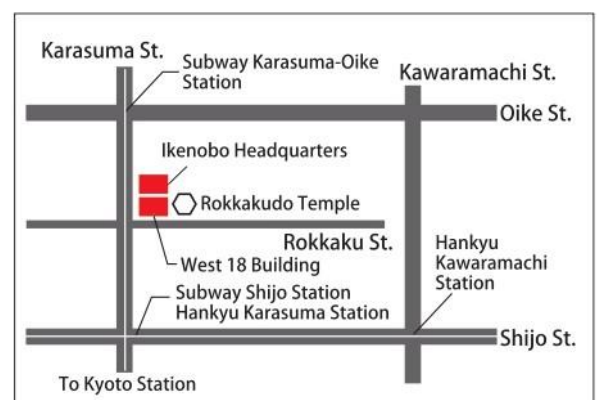 Karasuma St.
Subway Karasuma-Oike
Station
Kawaramachi St.
Oike St.
Ikenobo Headquarters
Rokkakudo Temple
Rokkaku St.
West 18 Building
Hankyu
Kawaramachi
Station
Subway Shijo Station
Hankyu Karasuma Station
Shijo St.
To Kyoto Station